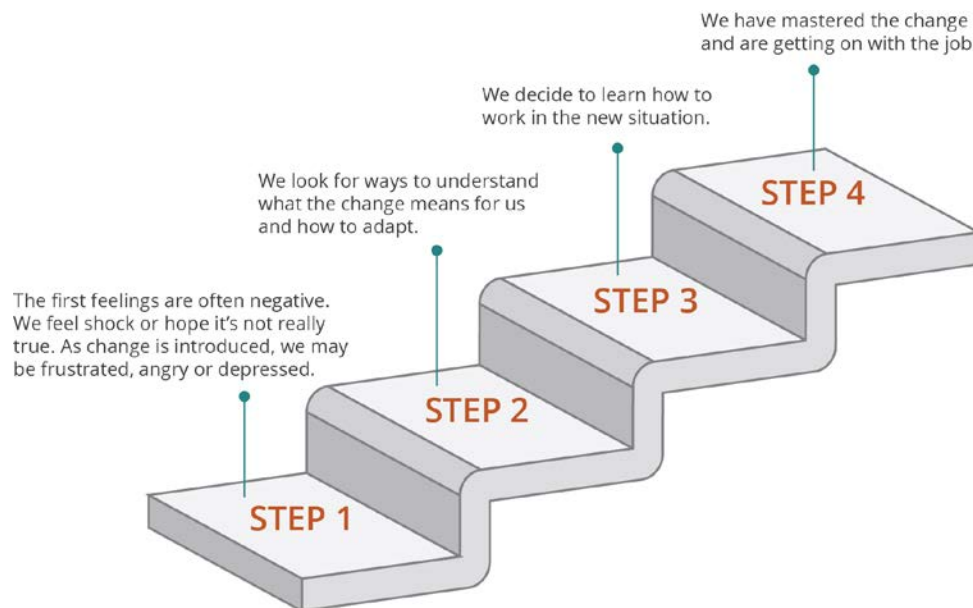 We have mastered the change
and are getting on with the job
We decide to learn how to
work in the new situation.
We look for ways to understand
what the change means for us
and how to adapt.
The first feelings are often negative.
We feel shock or hope it's not really
true. As change is introduced, we may
be frustrated, angry or depressed.
STEP 1
STEP 2
STEP 3
STEP 4